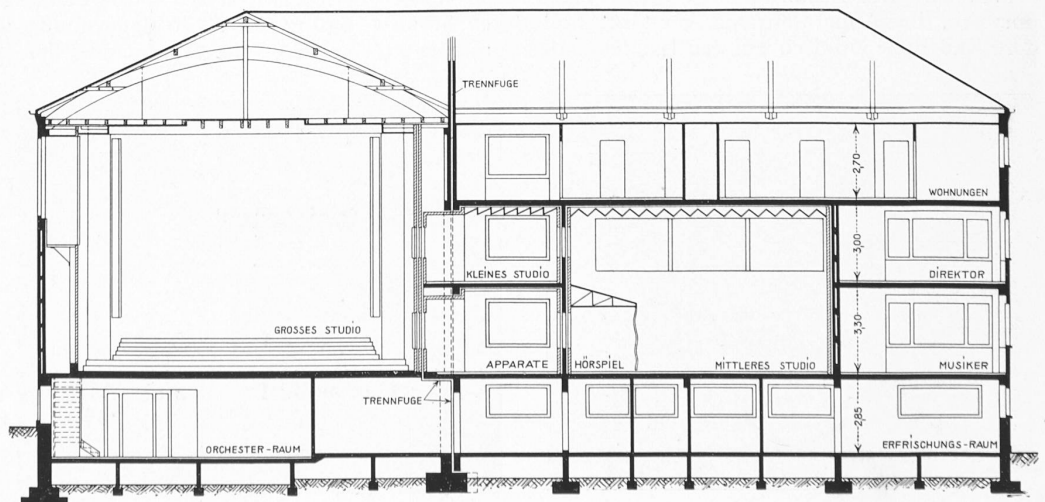 TRENNFUGE
2,70
WOHNUNGEN
3,00
KLEINES STUDIO
DIREKTOR
GROSSES STUDIO
3,30
APPARATE
HÖRSPIEL
MITTLERES STUDIO
MUSIKER
TRENNFUGE
2,85
ORCHESTER-RAUM
ERFRISCHUNGS-RAUM